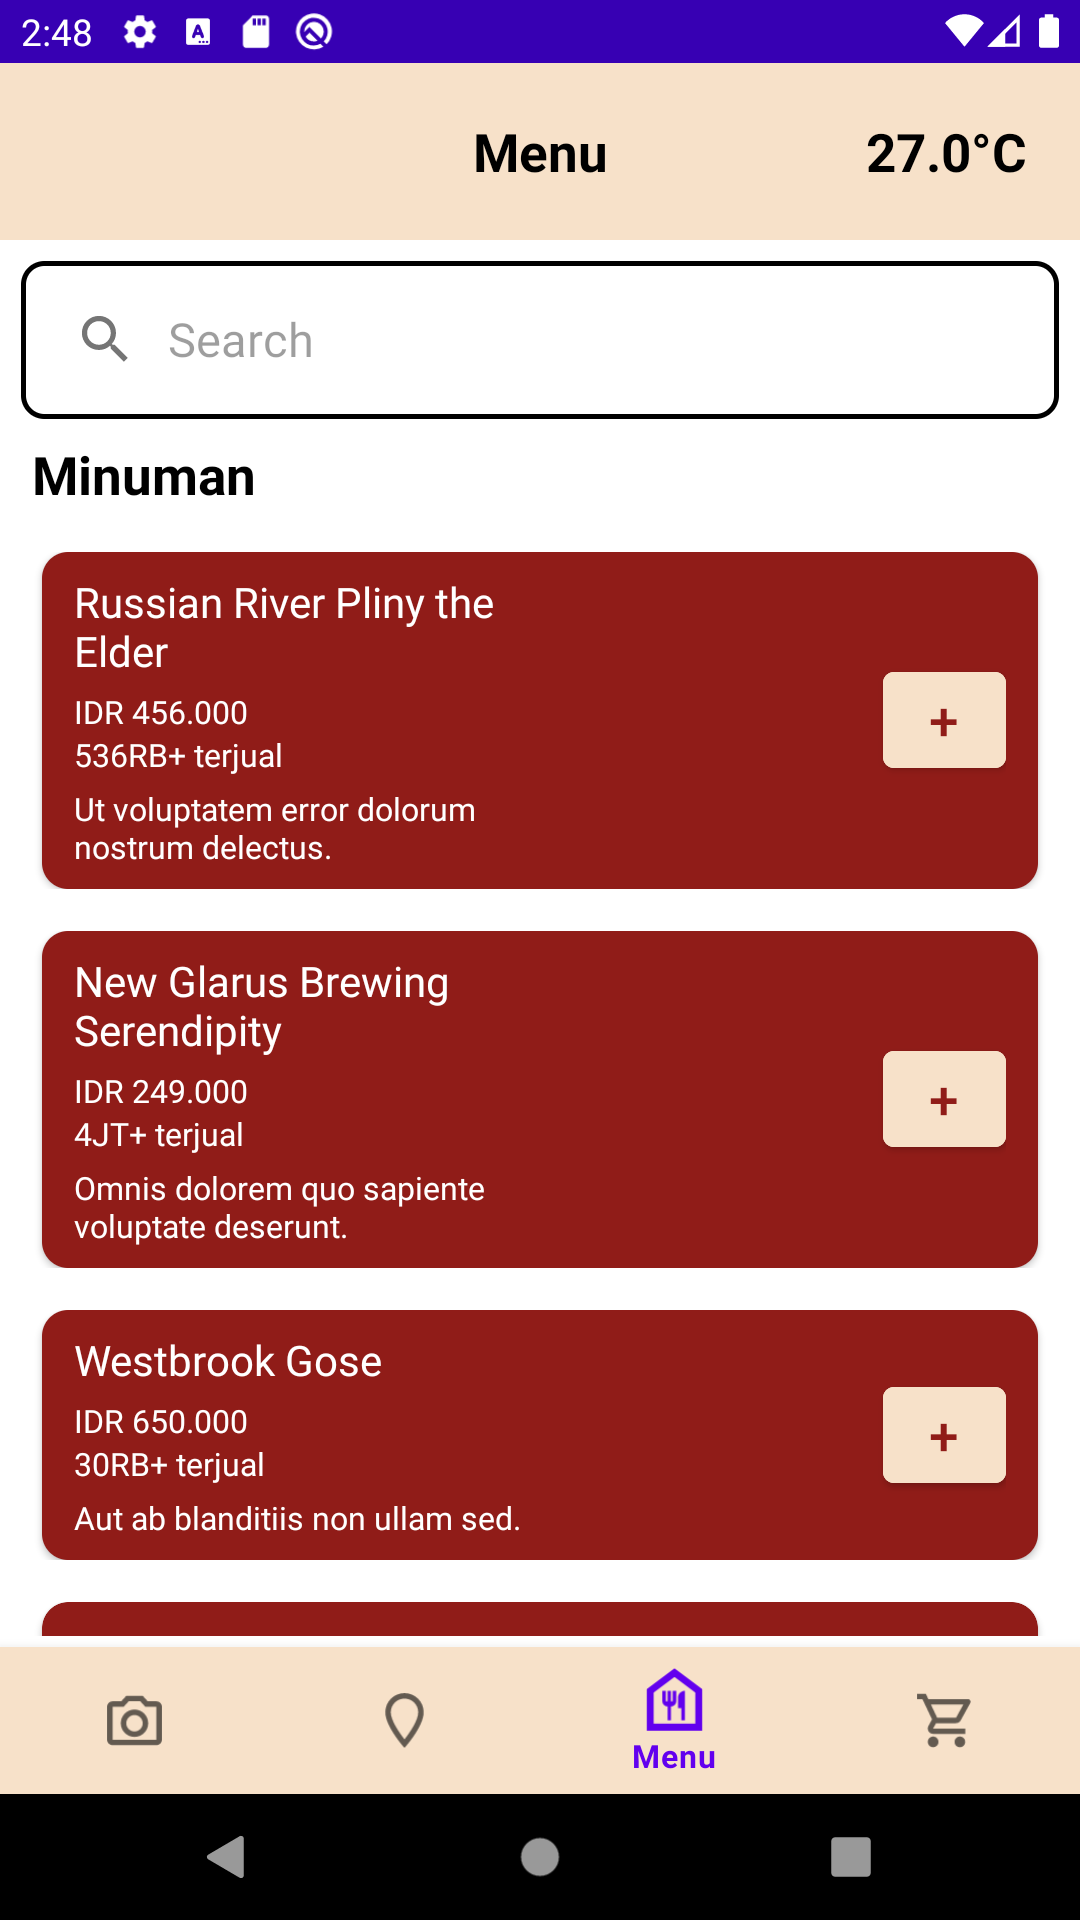 2:48
Menu
27.0°C
Search
Minuman
Russian River Pliny the
Elder
IDR 456.000
536RB+ terjual
Ut voluptatem error dolorum
nostrum delectus.
+
New Glarus Brewing
Serendipity
IDR 249.000
4JT+ terjual
Omnis dolorem quo sapiente
voluptate deserunt.
+
Westbrook Gose
IDR 650.000
30RB+ terjual
Aut ab blanditiis non ullam sed.
+
Menu